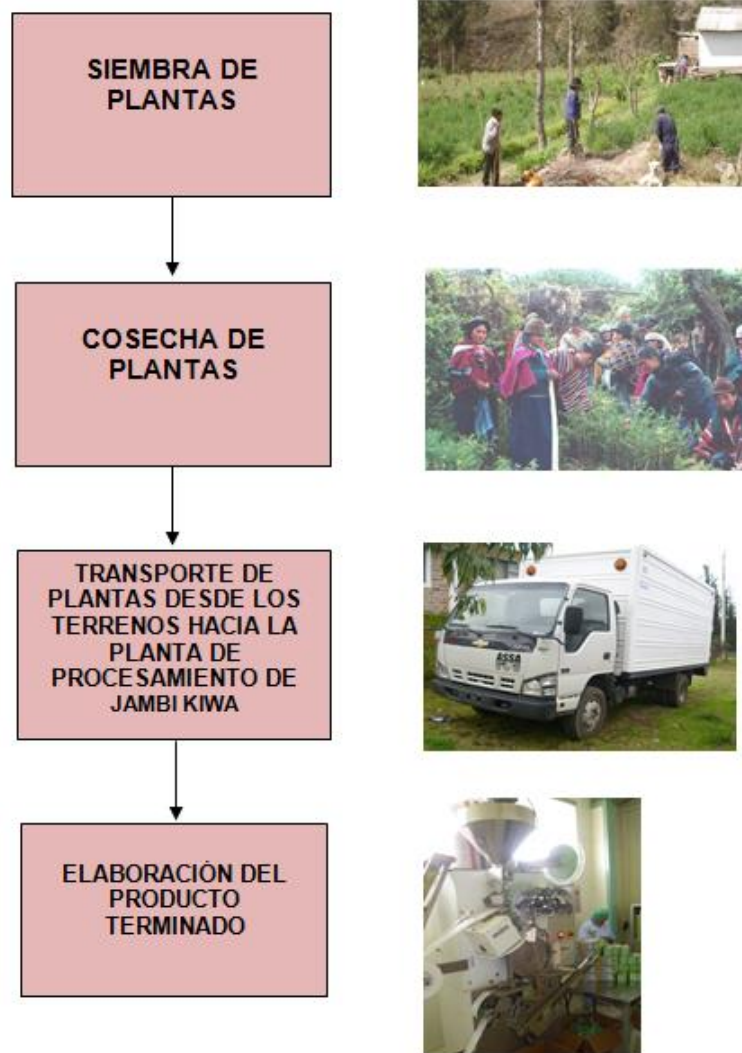 SIEMBRA DE
PLANTAS
COSECHA DE
PLANTAS
TRANSPORTE DE
PLANTAS DESDE LOS
TERRENOS HACIA LA
PLANTA DE
PROCESAMIENTO DE
JAMBI KIWA
ASSA
ELABORACIÓN DEL
PRODUCTO
TERMINADO